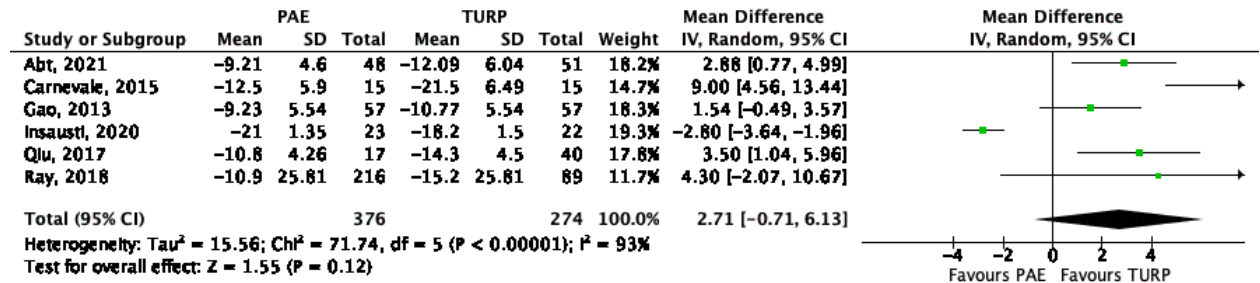 PAE TURP Mean Difference Mean Difference
Study or Subgroup Mean SD Total Mean SD Total Weight IV, Random, 95% CI IV, Random, 95% CI
Abt, 2021 −9.21 4.6 48 −12.09 6.04 51 18.2% 2.88 [0.77, 4.99]
Carnevale, 2015 −12.5 5.9 15 −21.5 6.49 15 14.7% 9.00 [4.56, 13.44]
Gao, 2013 −9.23 5.54 57 −10.77 5.54 57 18.3% 1.54 [−0.49, 3.57]
Insausti, 2020 −21 1.35 23 −18.2 1.5 22 19.3% −2.80 [−3.64, −1.96]
Qiu, 2017 −10.8 4.26 17 −14.3 4.5 40 17.8% 3.50 [1.04, 5.96]
Ray, 2018 −10.9 25.81 216 −15.2 25.81 89 11.7% 4.30 [−2.07, 10.67]
Total (95% CI) 376 274 100.0% 2.71 [−0.71, 6.13]
Heterogeneity: Tau² = 15.56; Chi² = 71.74, df = 5 (P < 0.00001); I² = 93%
Test for overall effect: Z = 1.55 (P = 0.12)
−4 −2 0 2 4
Favours PAE Favours TURP